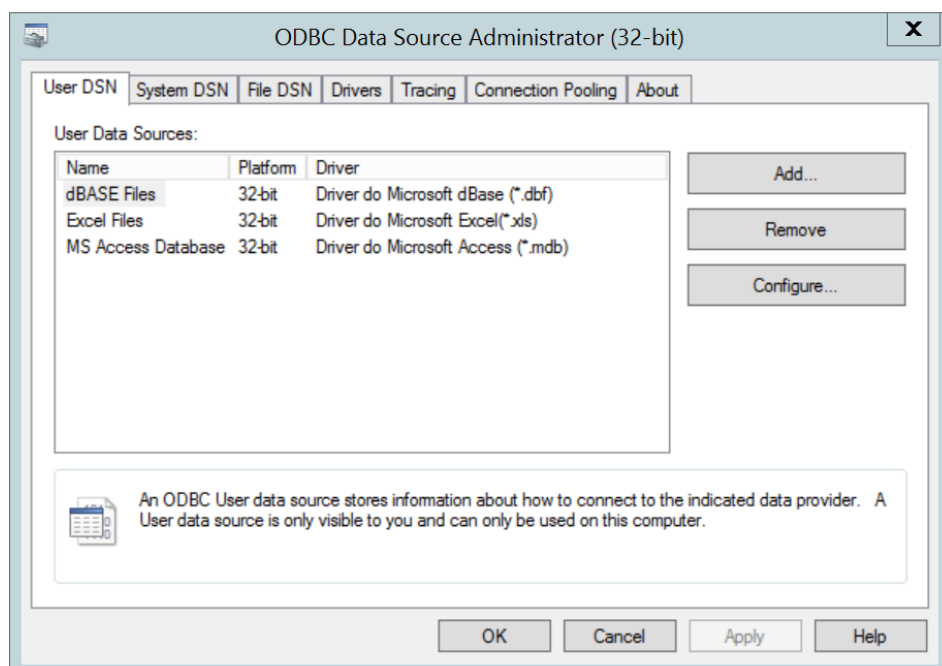 ODBC Data Source Administrator (32-bit)
X
User DSN System DSN File DSN Drivers Tracing Connection Pooling About
User Data Sources:
Name Platform Driver
dBASE Files 32-bit Driver do Microsoft dBase (*.dbf)
Excel Files 32-bit Driver do Microsoft Excel(*.xls)
MS Access Database 32-bit Driver do Microsoft Access (*.mdb)
Add...
Remove
Configure...
An ODBC User data source stores information about how to connect to the indicated data provider. A
User data source is only visible to you and can only be used on this computer.
OK Cancel Apply Help